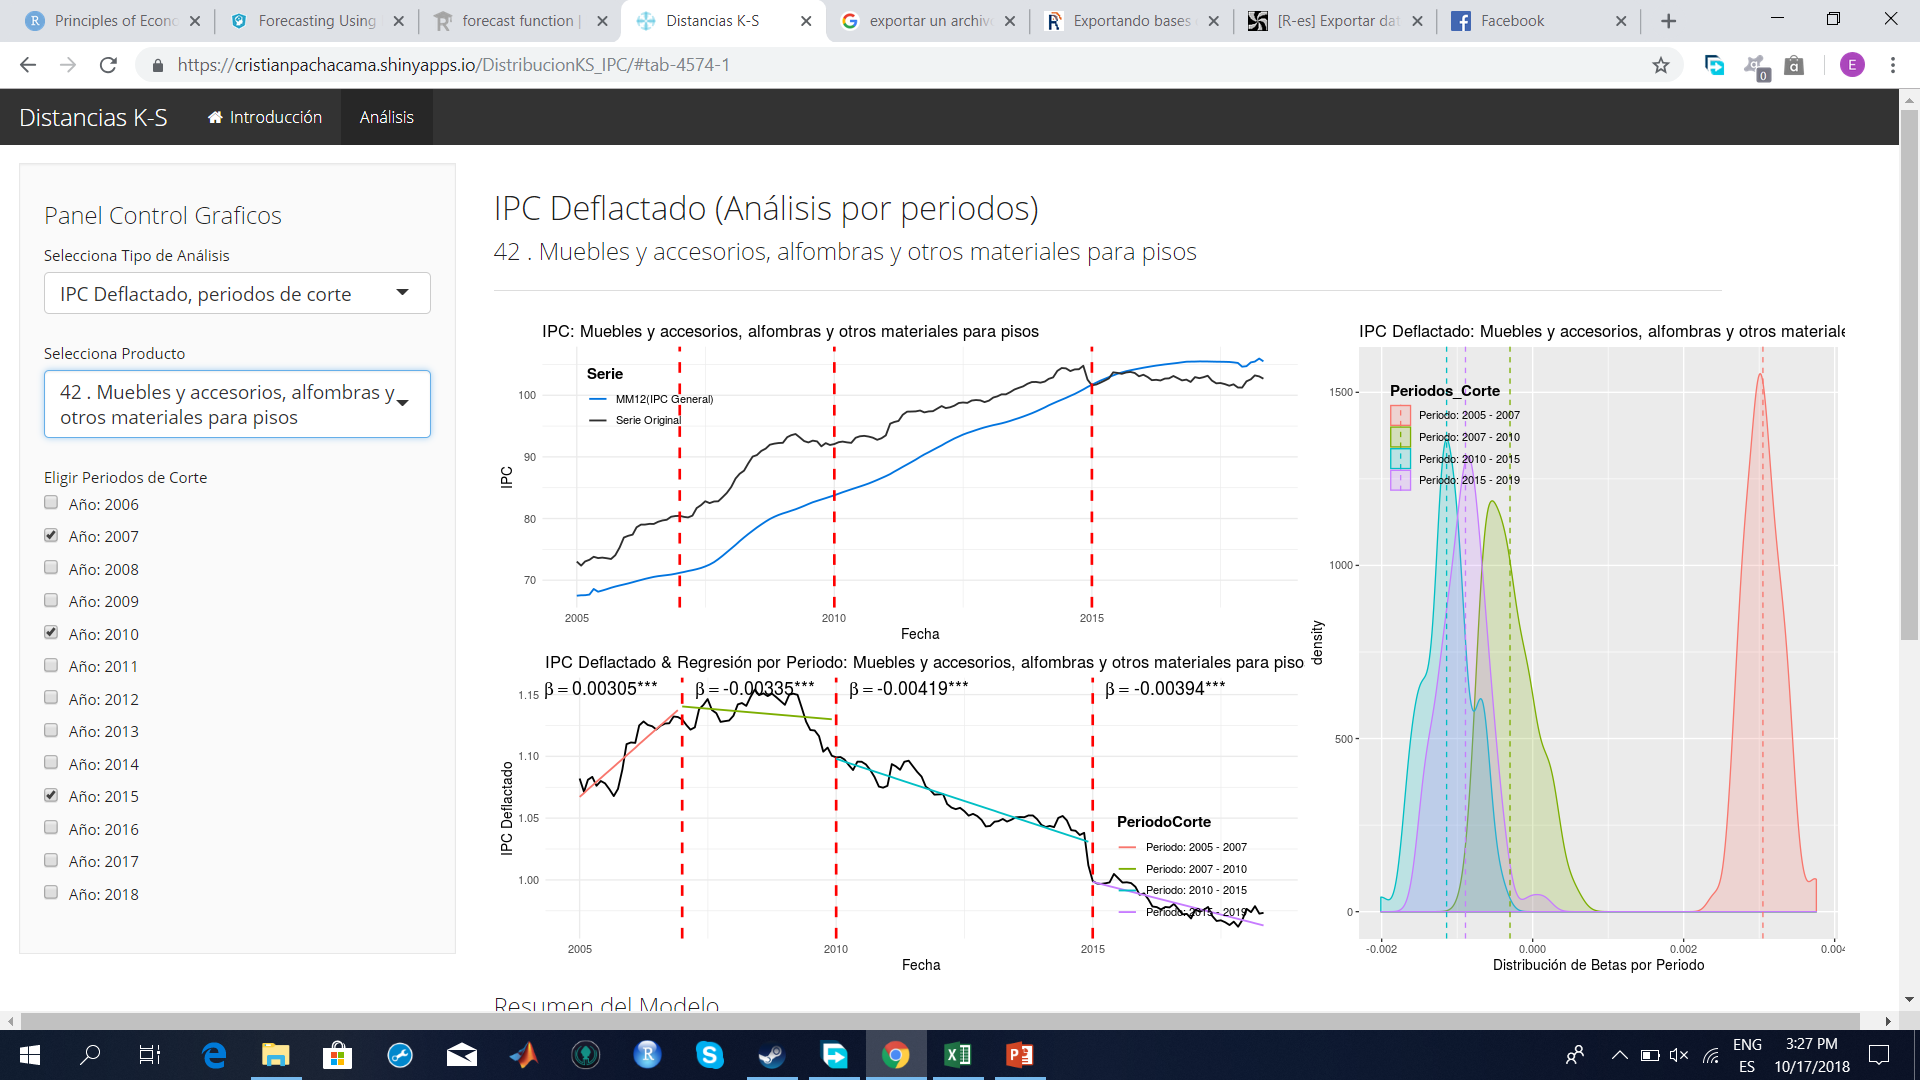 Principles of Econo
Forecasting Using
forecast function |
Distancias K-S
exportar un archivo
Exportando bases
[R-es] Exportar dat
Facebook
https://cristianpachacama.shinyapps.io/DistribucionKS_IPC/#tab-4574-1
0
a
E
Distancias K-S
Introducción
Análisis
Panel Control Graficos
Selecciona Tipo de Análisis
IPC Deflactado, periodos de corte
Selecciona Producto
42 . Muebles y accesorios, alfombras y
otros materiales para pisos
Eligir Periodos de Corte
Año: 2006
Año: 2007
Año: 2008
Año: 2009
Año: 2010
Año: 2011
Año: 2012
Año: 2013
Año: 2014
Año: 2015
Año: 2016
Año: 2017
Año: 2018
IPC Deflactado (Análisis por periodos)
42 . Muebles y accesorios, alfombras y otros materiales para pisos
IPC: Muebles y accesorios, alfombras y otros materiales para pisos
Serie
MM12(IPC General)
Serie Original
IPC
100
90
80
70
2005
2010
2015
Fecha
IPC Deflactado & Regresión por Periodo: Muebles y accesorios, alfombras y otros materiales para piso
β = 0.00305***
β = -0.00335***
β = -0.00419***
β = -0.00394***
IPC Deflactado
1.15
1.10
1.05
1.00
PeriodoCorte
Periodo: 2005 - 2007
Periodo: 2007 - 2010
Periodo: 2010 - 2015
Periodo: 2015 - 2019
2005
2010
2015
Fecha
IPC Deflactado: Muebles y accesorios, alfombras y otros materiale
Periodos_Corte
Periodo: 2005 - 2007
Periodo: 2007 - 2010
Periodo: 2010 - 2015
Periodo: 2015 - 2019
density
1500
1000
500
0
-0.002
0.000
0.002
0.004
Distribución de Betas por Periodo
Resumen del Modelo
ENG
ES
3:27 PM
10/17/2018